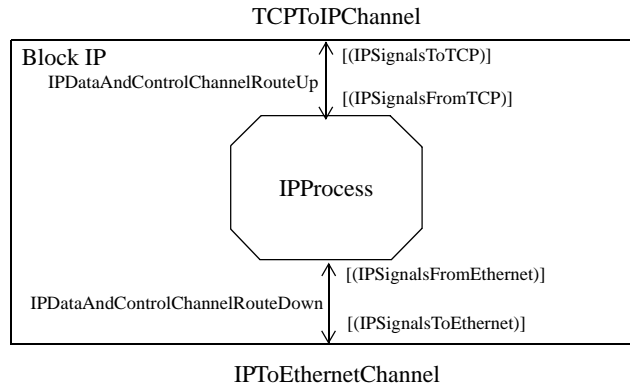 TCPToIPChannel
Block IP
[(IPSignalsToTCP)]
IPDataAndControlChannelRouteUp
[(IPSignalsFromTCP)]
IPProcess
[(IPSignalsFromEthernet)]
IPDataAndControlChannelRouteDown
[(IPSignalsToEthernet)]
IPToEthernetChannel